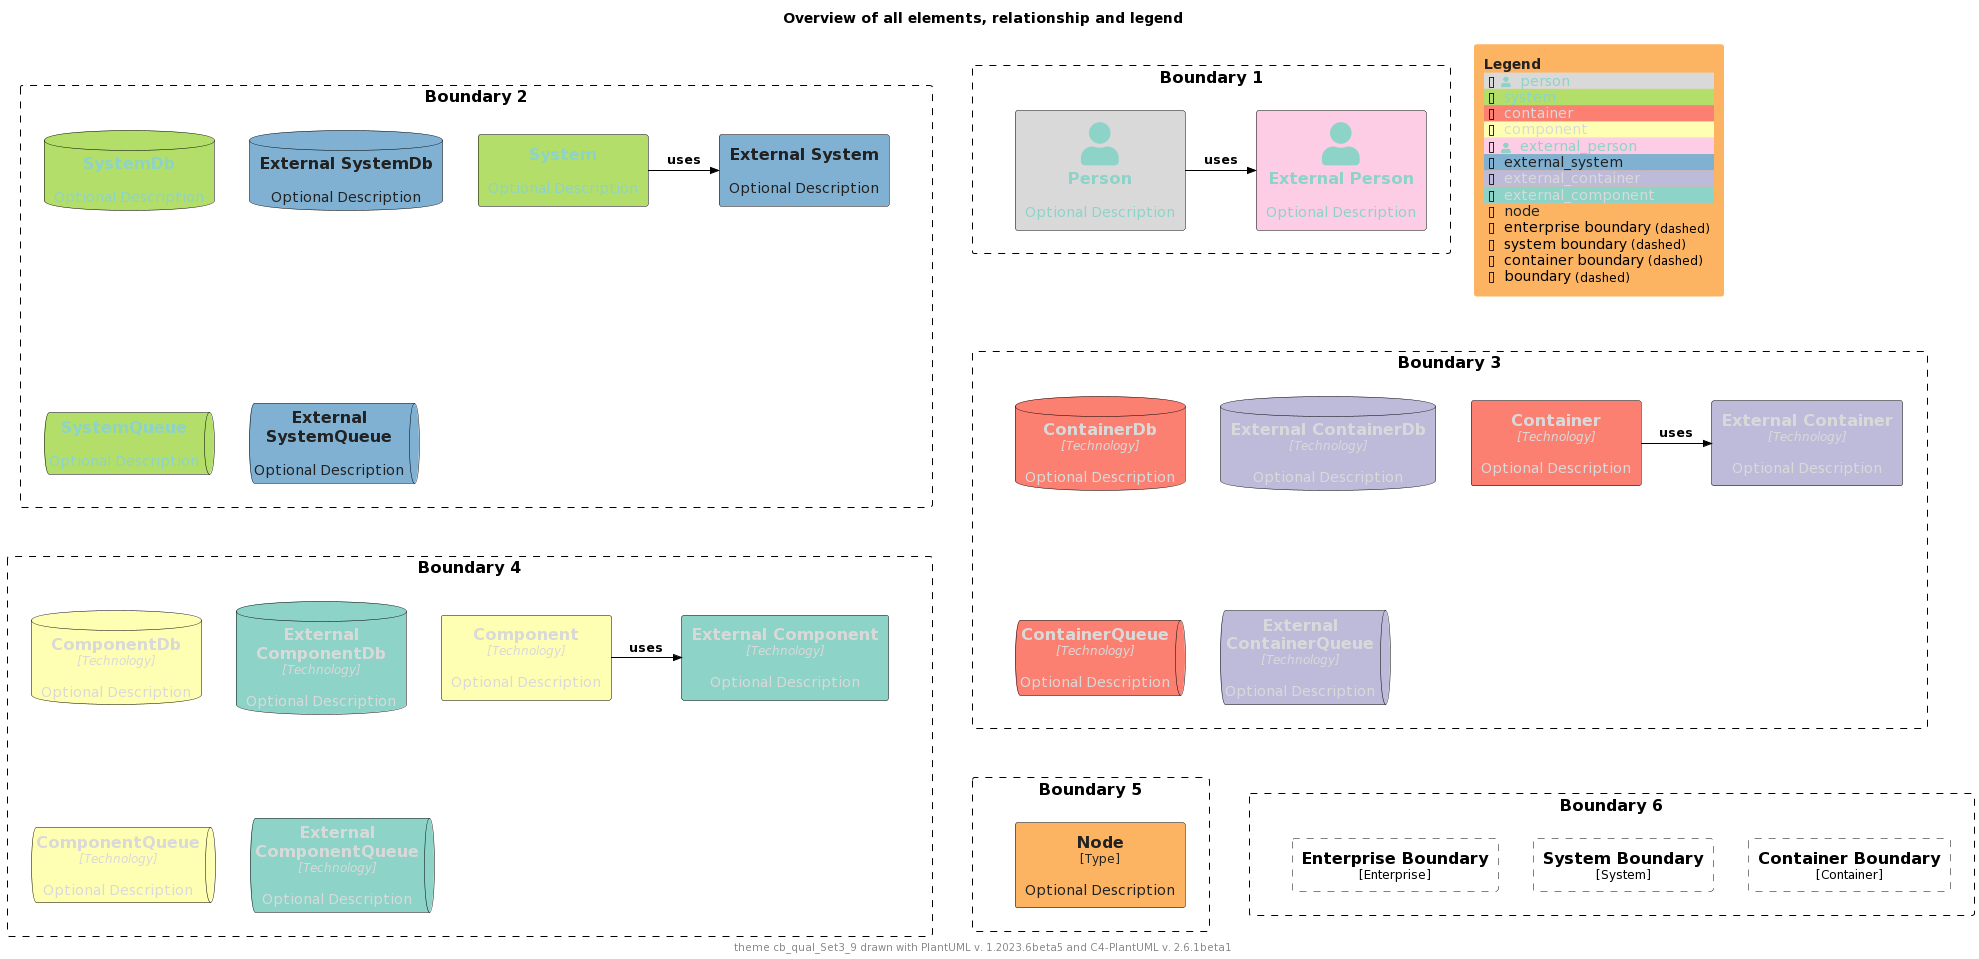 Overview of all elements, relationship and legend
Boundary 2
SystemDb
Optional Description
External SystemDb
Optional Description
System
Optional Description
uses
External System
Optional Description
SystemQueue
Optional Description
External
SystemQueue
Optional Description
Boundary 1
Person
Optional Description
uses
External Person
Optional Description
Legend
person
system
container
component
external_person
external_system
external_container
external_component
node
enterprise boundary (dashed)
system boundary (dashed)
container boundary (dashed)
boundary (dashed)
Boundary 3
ContainerDb
[Technology]
Optional Description
External ContainerDb
[Technology]
Optional Description
Container
[Technology]
Optional Description
uses
External Container
[Technology]
Optional Description
ContainerQueue
[Technology]
Optional Description
External
ContainerQueue
[Technology]
Optional Description
Boundary 4
ComponentDb
[Technology]
Optional Description
External
ComponentDb
[Technology]
Optional Description
Component
[Technology]
Optional Description
uses
External Component
[Technology]
Optional Description
ComponentQueue
[Technology]
Optional Description
External
ComponentQueue
[Technology]
Optional Description
Boundary 5
Node
[Type]
Optional Description
Boundary 6
Enterprise Boundary
[Enterprise]
System Boundary
[System]
Container Boundary
[Container]
theme cb_qual_Set3_9 drawn with PlantUML v. 1.2023.6beta5 and C4-PlantUML v. 2.6.1beta1